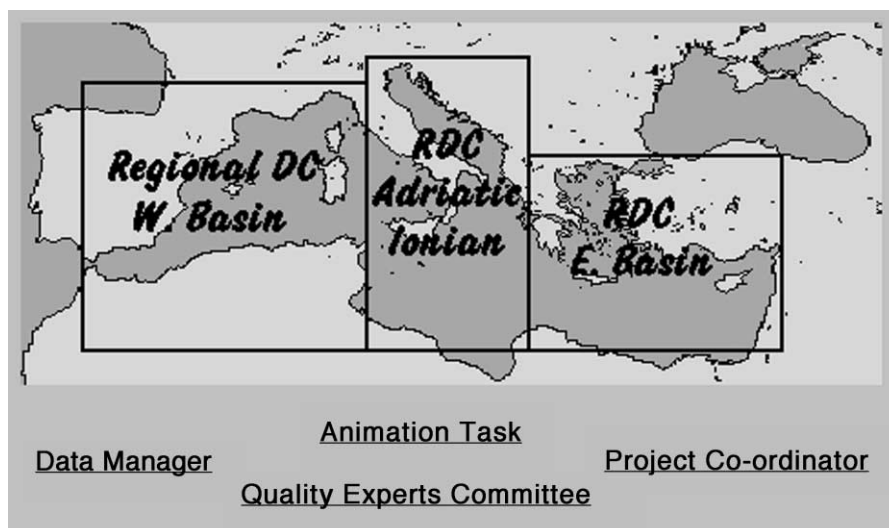 Regional DC
W. Basin
RDC
Adriatic
Ionian
RDC
E. Basin
Animation Task
Data Manager
Project Co-ordinator
Quality Experts Committee